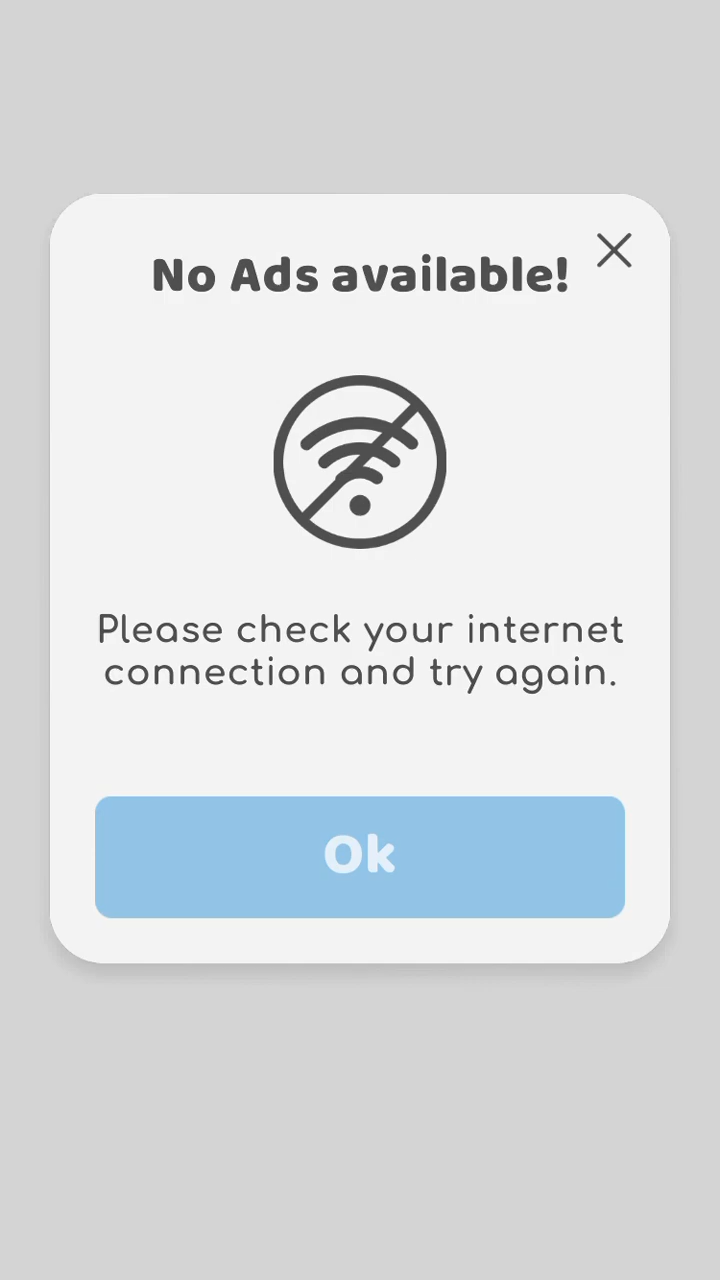 No Ads available!
Please check your internet
connection and try again.
Ok